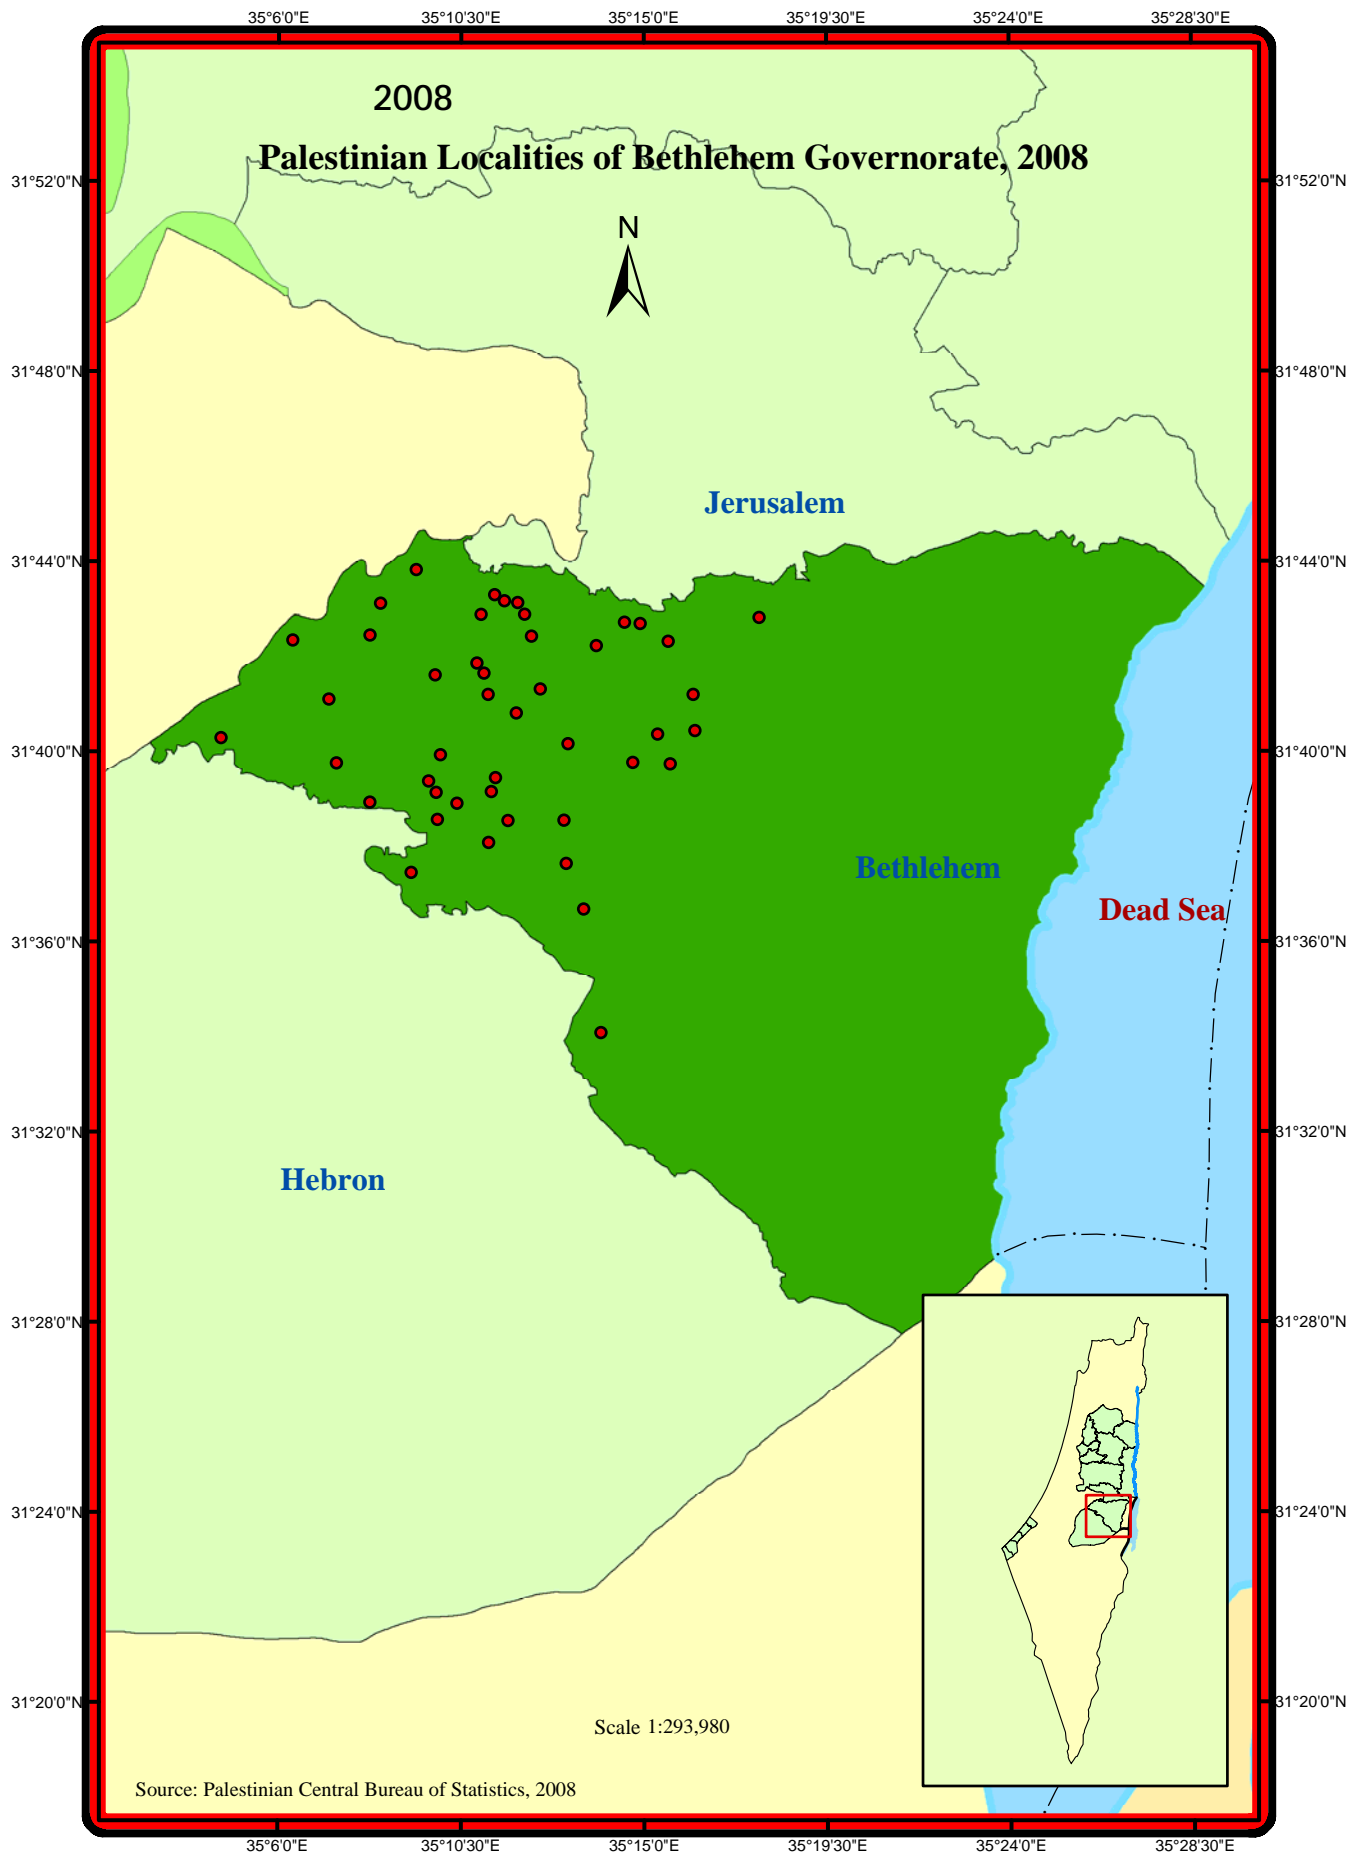 35°6'0"E 35°10'30"E 35°15'0"E 35°19'30"E 35°24'0"E 35°28'30"E
2008
Palestinian Localities of Bethlehem Governorate, 2008
31°52'0"N 31°52'0"N
N
31°48'0"N 31°48'0"N
Jerusalem
31°44'0"N 31°44'0"N
31°40'0"N 31°40'0"N
Bethlehem
Dead Sea
31°36'0"N 31°36'0"N
31°32'0"N 31°32'0"N
Hebron
31°28'0"N 31°28'0"N
31°24'0"N 31°24'0"N
31°20'0"N 31°20'0"N
Scale 1:293,980
Source: Palestinian Central Bureau of Statistics, 2008
35°6'0"E 35°10'30"E 35°15'0"E 35°19'30"E 35°24'0"E 35°28'30"E